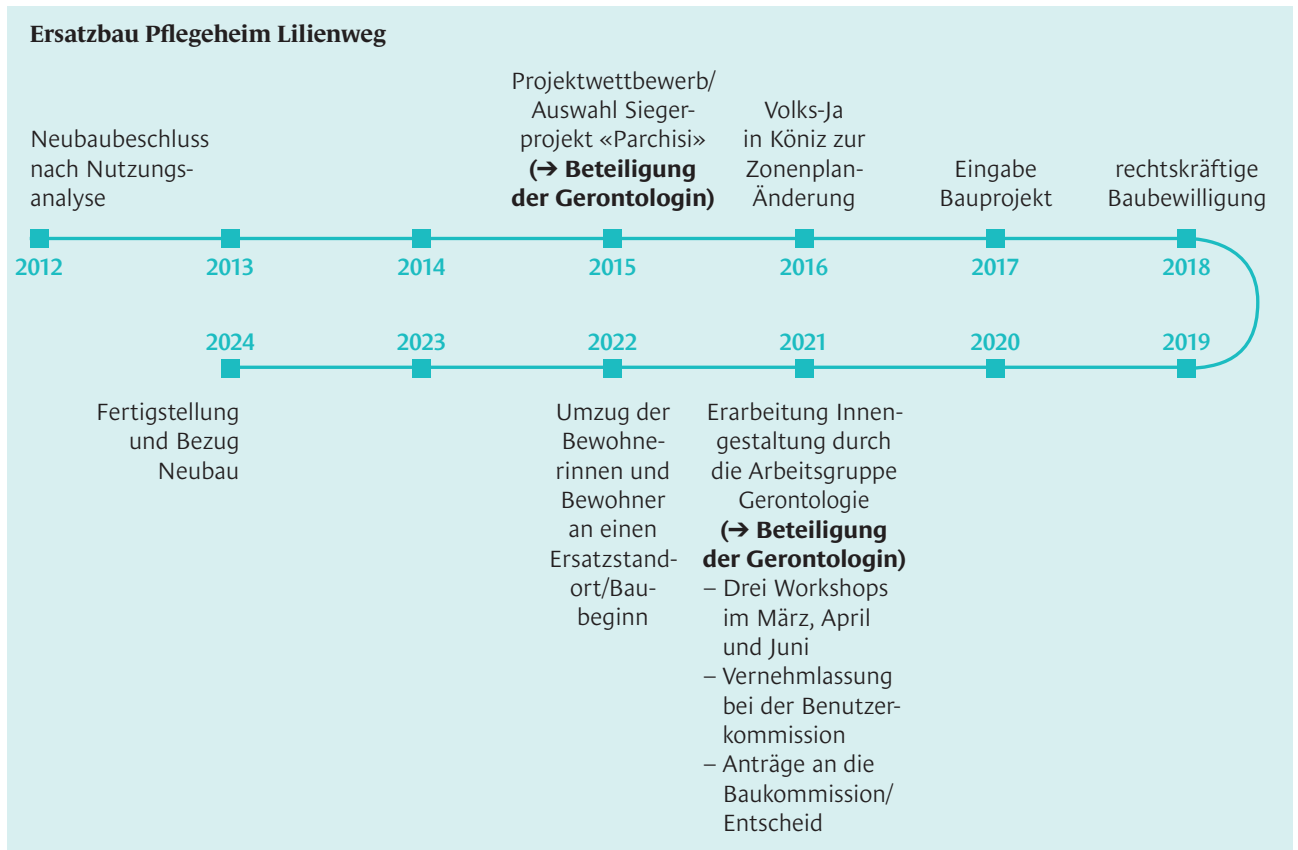 Ersatzbau Pflegeheim Lilienweg
Neubaubeschluss
nach Nutzungs-
analyse
Projektwettbewerb/
Auswahl Sieger-
projekt «Parchisi»
(➔ Beteiligung
der Gerontologin)
Volks-Ja
in Köniz zur
Zonenplan-
Änderung
Eingabe
Bauprojekt
rechtskräftige
Baubewilligung
2012 2013 2014 2015 2016 2017 2018
2024 2023 2022 2021 2020 2019
Fertigstellung
und Bezug
Neubau
Umzug der
Bewohne-
rinnen und
Bewohner
an einen
Ersatzstand-
ort/Bau-
beginn
Erarbeitung Innen-
gestaltung durch
die Arbeitsgruppe
Gerontologie
(➔ Beteiligung
der Gerontologin)
– Drei Workshops
im März, April
und Juni
– Vernehmlassung
bei der Benutzer-
kommission
– Anträge an die
Baukommission/
Entscheid